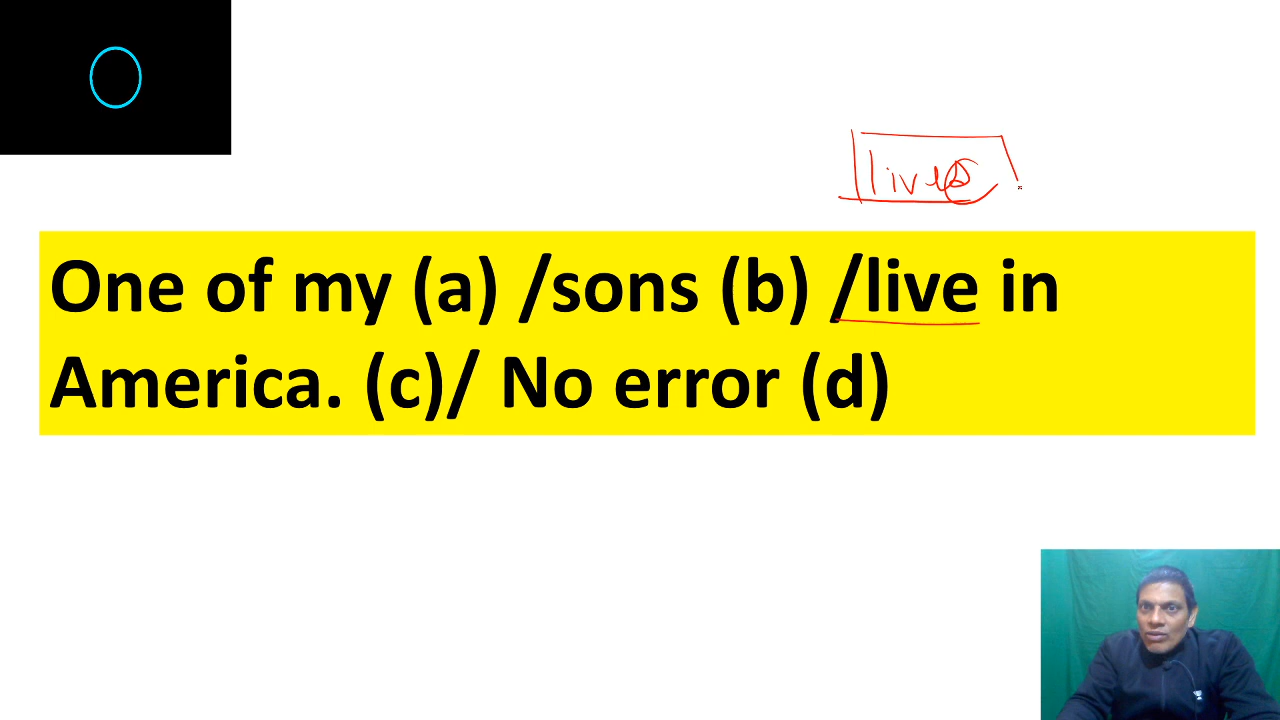 lives
One of my (a) /sons (b) /live in
America. (c)/ No error (d)